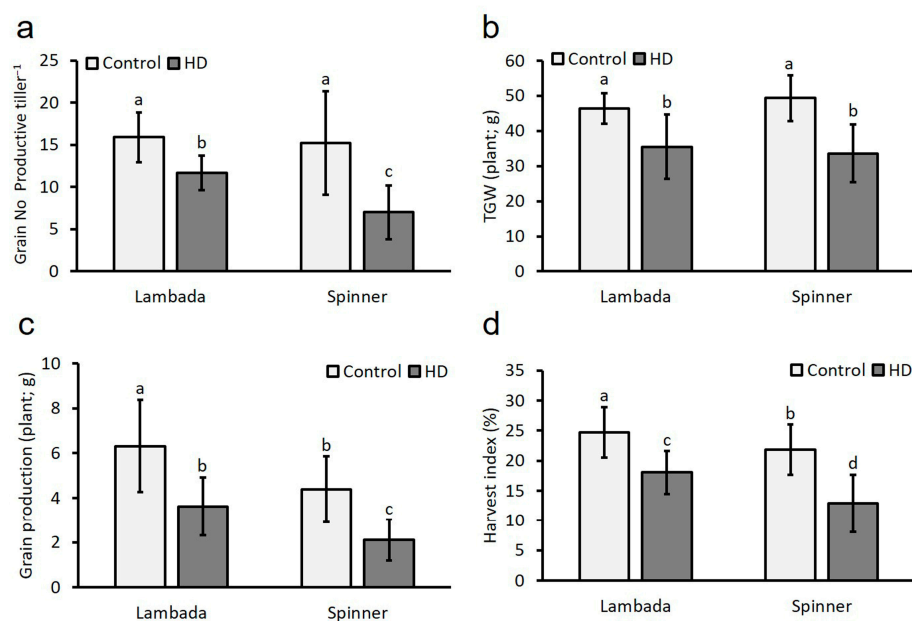 a
Grain No Productive tiller⁻¹
Control HD
25
20
15
10
5
0
a
b
a
c
Lambada Spinner
b
TGW (plant; g)
Control HD
60
50
40
30
20
10
0
a
b
a
b
Lambada Spinner
c
Grain production (plant; g)
Control HD
10
8
6
4
2
0
a
b
b
c
Lambada Spinner
d
Harvest index (%)
Control HD
35
30
25
20
15
10
5
0
a
c
b
d
Lambada Spinner